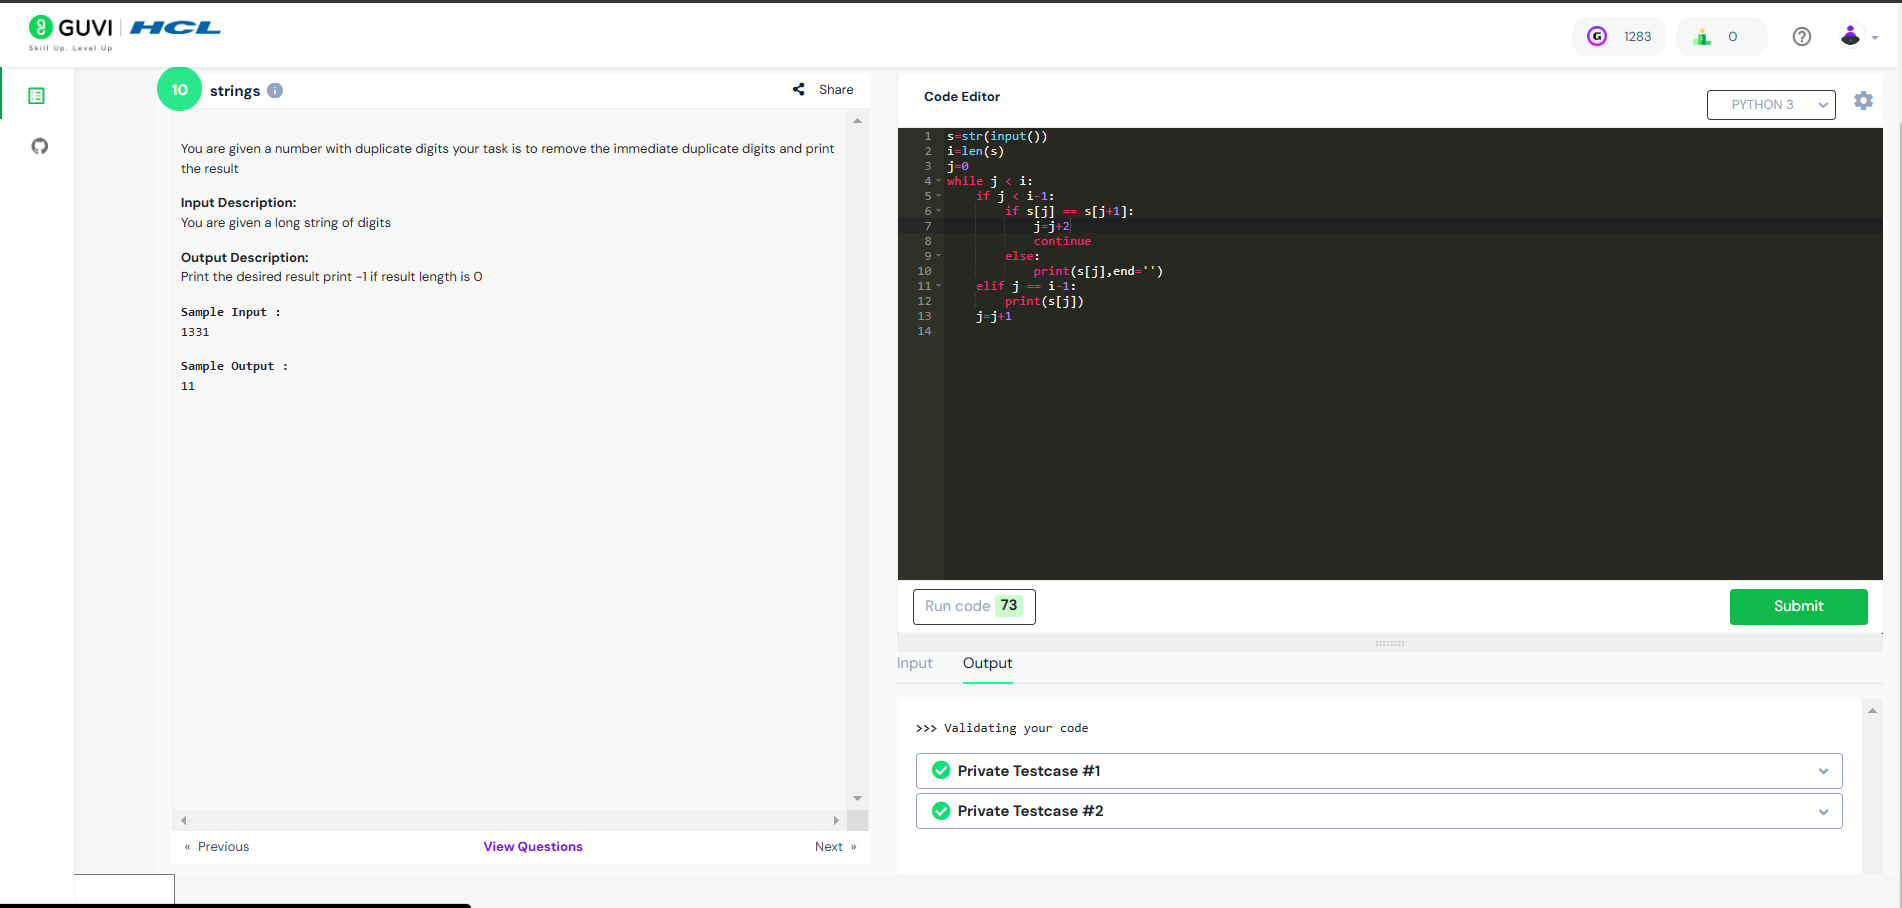 GUVI | HCL
Skill Up. Level Up
1283
0
10 strings
Share
You are given a number with duplicate digits your task is to remove the immediate duplicate digits and print
the result
Input Description:
You are given a long string of digits
Output Description:
Print the desired result print -1 if result length is 0
Sample Input :
1331
Sample Output :
11
« Previous
View Questions
Next »
Code Editor
PYTHON 3
1 s=str(input())
2 i=len(s)
3 j=0
4 while j < i:
5     if j < i-1:
6         if s[j] == s[j+1]:
7             j=j+2
8             continue
9         else:
10             print(s[j],end='')
11     elif j == i-1:
12         print(s[j])
13     j=j+1
14
Run code 73
Submit
Input
Output
>>> Validating your code
Private Testcase #1
Private Testcase #2